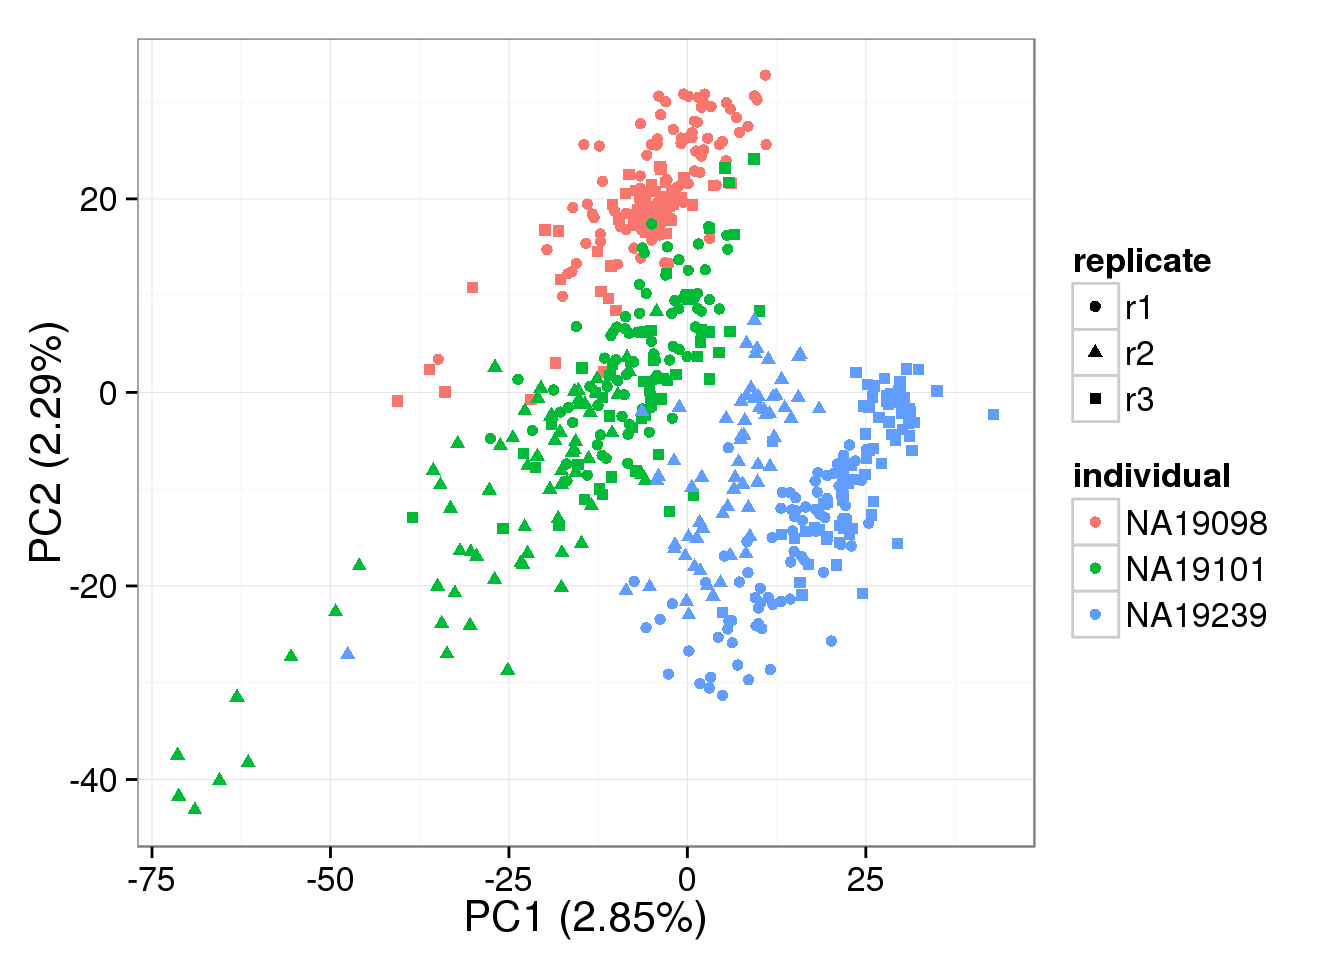 20
0
-20
-40
-75
-50
-25
0
25
PC1 (2.85%)
PC2 (2.29%)
replicate
r1
r2
r3
individual
NA19098
NA19101
NA19239